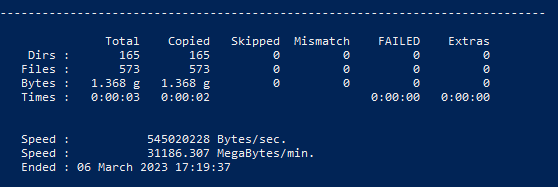 ------------------------------------------------------------------------------
Total Copied Skipped Mismatch FAILED Extras
Dirs : 165 165 0 0 0 0
Files : 573 573 0 0 0 0
Bytes : 1.368 g 1.368 g 0 0 0 0
Times : 0:00:03 0:00:02 0:00:00 0:00:00
Speed : 545020228 Bytes/sec.
Speed : 31186.307 MegaBytes/min.
Ended : 06 March 2023 17:19:37